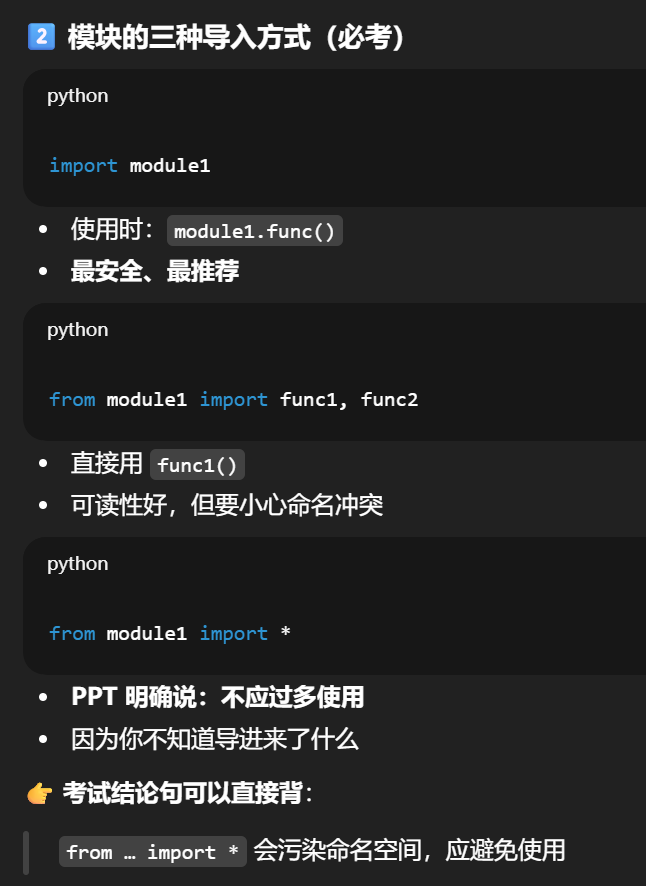 2 模块的三种导入方式（必考）
python
import module1
使用时：module1.func()
最安全、最推荐
python
from module1 import func1, func2
直接用 func1()
可读性好，但要小心命名冲突
python
from module1 import *
PPT 明确说：不应过多使用
因为你不知道导进来了什么
👉 考试结论句可以直接背：
from … import * 会污染命名空间，应避免使用